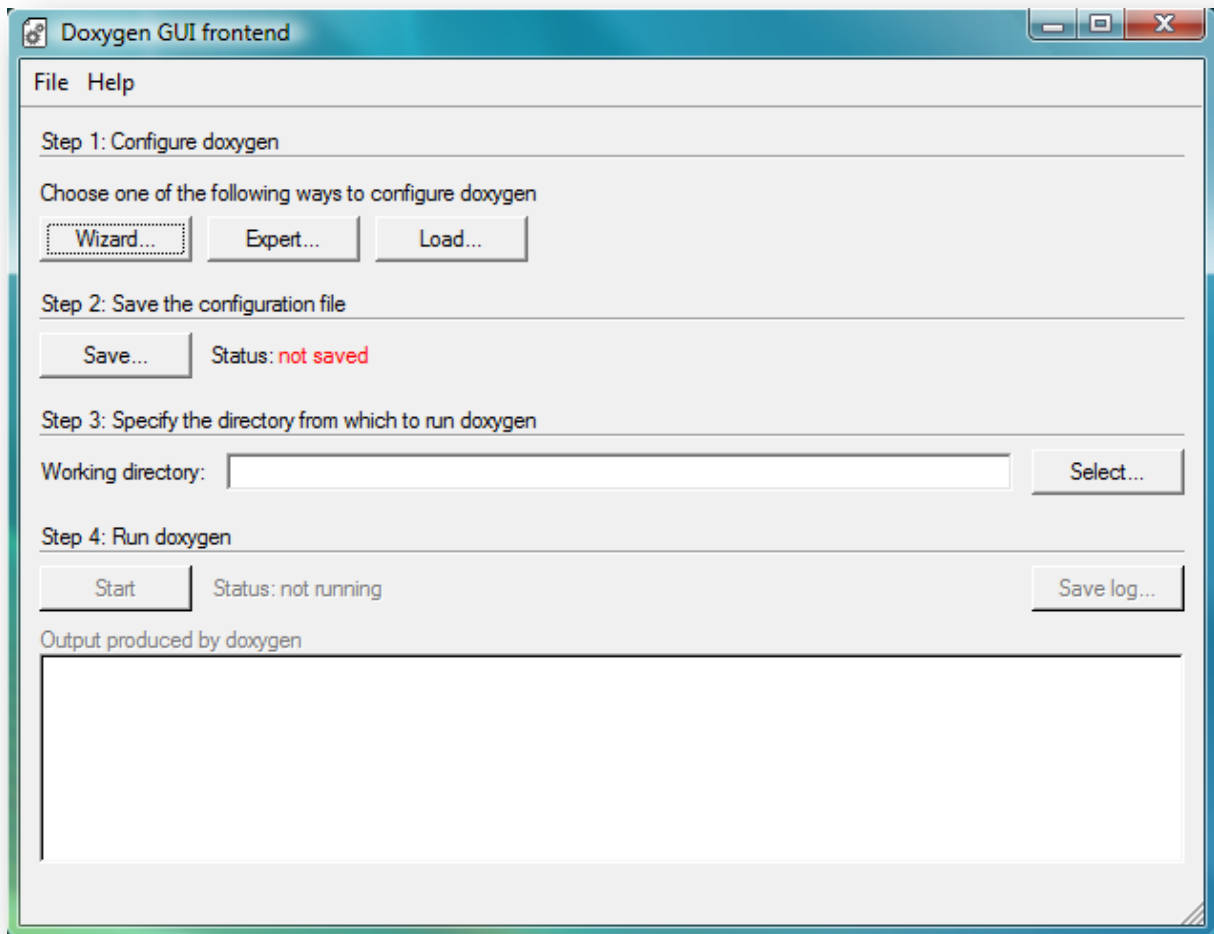 Doxygen GUI frontend
File Help
Step 1: Configure doxygen
Choose one of the following ways to configure doxygen
Wizard... Expert... Load...
Step 2: Save the configuration file
Save... Status: not saved
Step 3: Specify the directory from which to run doxygen
Working directory: Select...
Step 4: Run doxygen
Start Status: not running Save log...
Output produced by doxygen